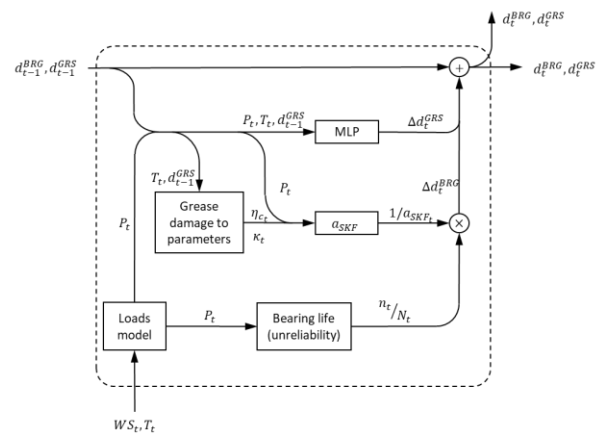 d_t^{BRG}, d_t^{GRS}
d_{t-1}^{BRG}, d_{t-1}^{GRS}
+
d_t^{BRG}, d_t^{GRS}
P_t, T_t, d_{t-1}^{GRS}
MLP
Δd_t^{GRS}
T_t, d_{t-1}^{GRS}
P_t
Δd_t^{BRG}
P_t
Grease
damage to
parameters
η_{c_t}
κ_t
a_{SKF}
1/a_{SKF_t}
×
Loads
model
P_t
Bearing life
(unreliability)
n_t/N_t
WS_t, T_t